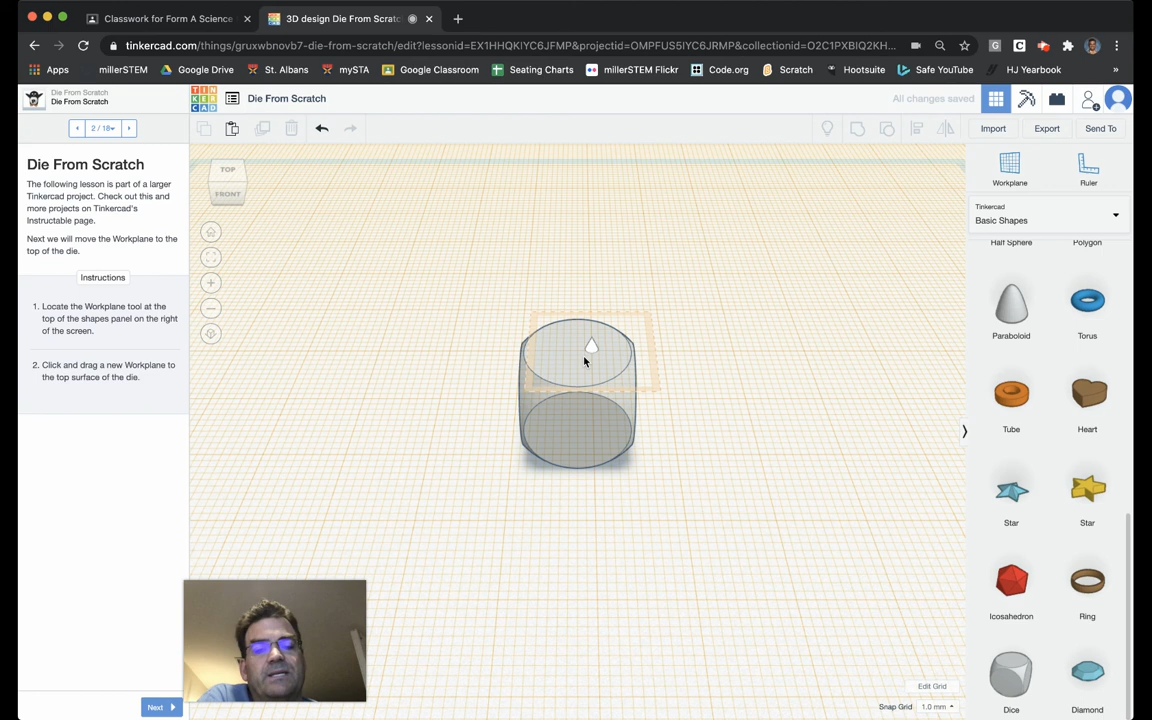 Classwork for Form A Science
3D design Die From Scratc
tinkercad.com/things/gruxwbnovb7-die-from-scratch/edit?lessonid=EX1HHQKIYC6JFMP&projectid=OMPFUS5IYC6JRMP&collectionid=O2C1PXBIQ2KH...
Apps
millerSTEM
Google Drive
St. Albans
mySTA
Google Classroom
Seating Charts
millerSTEM Flickr
Code.org
Scratch
Hootsuite
Safe YouTube
HJ Yearbook
»
Die From Scratch
Die From Scratch
TIN
KER
CAD
Die From Scratch
All changes saved
2 / 18
Import
Export
Send To
Die From Scratch
The following lesson is part of a larger
Tinkercad project. Check out this and
more projects on Tinkercad's
Instructable page.
Next we will move the Workplane to the
top of the die.
Instructions
1. Locate the Workplane tool at the
top of the shapes panel on the right
of the screen.
2. Click and drag a new Workplane to
the top surface of the die.
Next
TOP
FRONT
Edit Grid
Snap Grid 1.0 mm
Workplane
Ruler
Tinkercad
Basic Shapes
Half Sphere
Polygon
Paraboloid
Torus
Tube
Heart
Star
Star
Icosahedron
Ring
Dice
Diamond